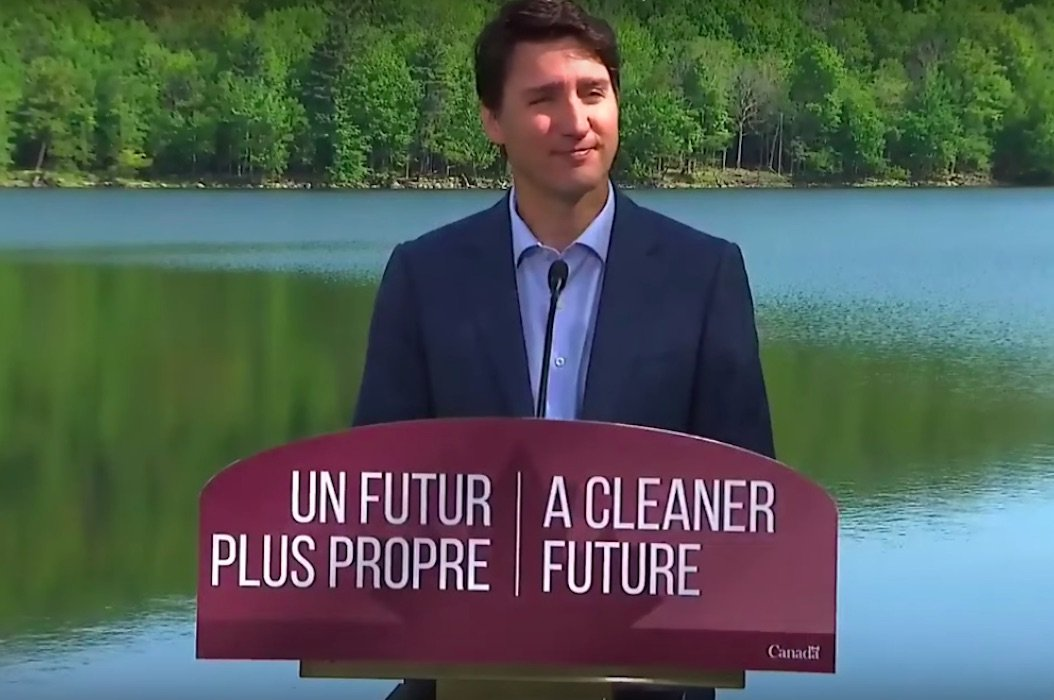 UN FUTUR
PLUS PROPRE
A CLEANER
FUTURE
Canada